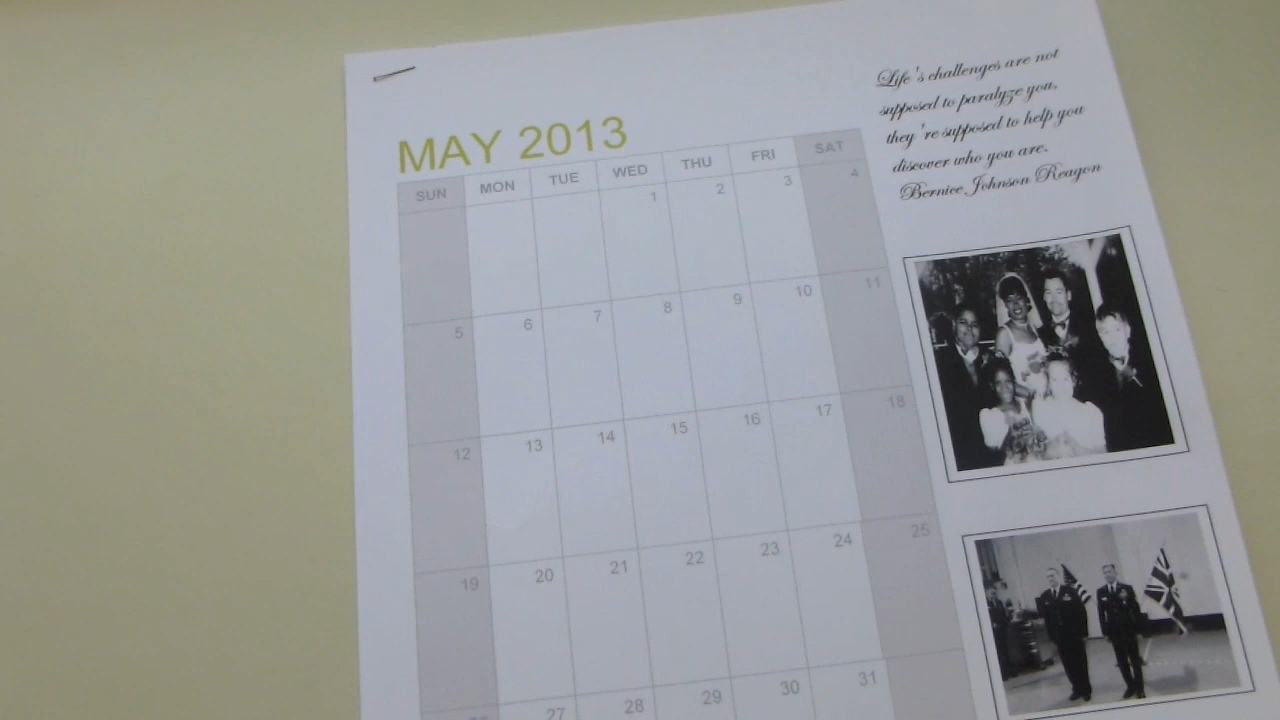 Life's challenges are not
supposed to paralyze you,
they're supposed to help you
discover who you are.
Bernice Johnson Reagon
MAY 2013
SUN MON TUE WED THU FRI SAT
1 2 3 4
5 6 7 8 9 10 11
12 13 14 15 16 17 18
19 20 21 22 23 24 25
27 28 29 30 31